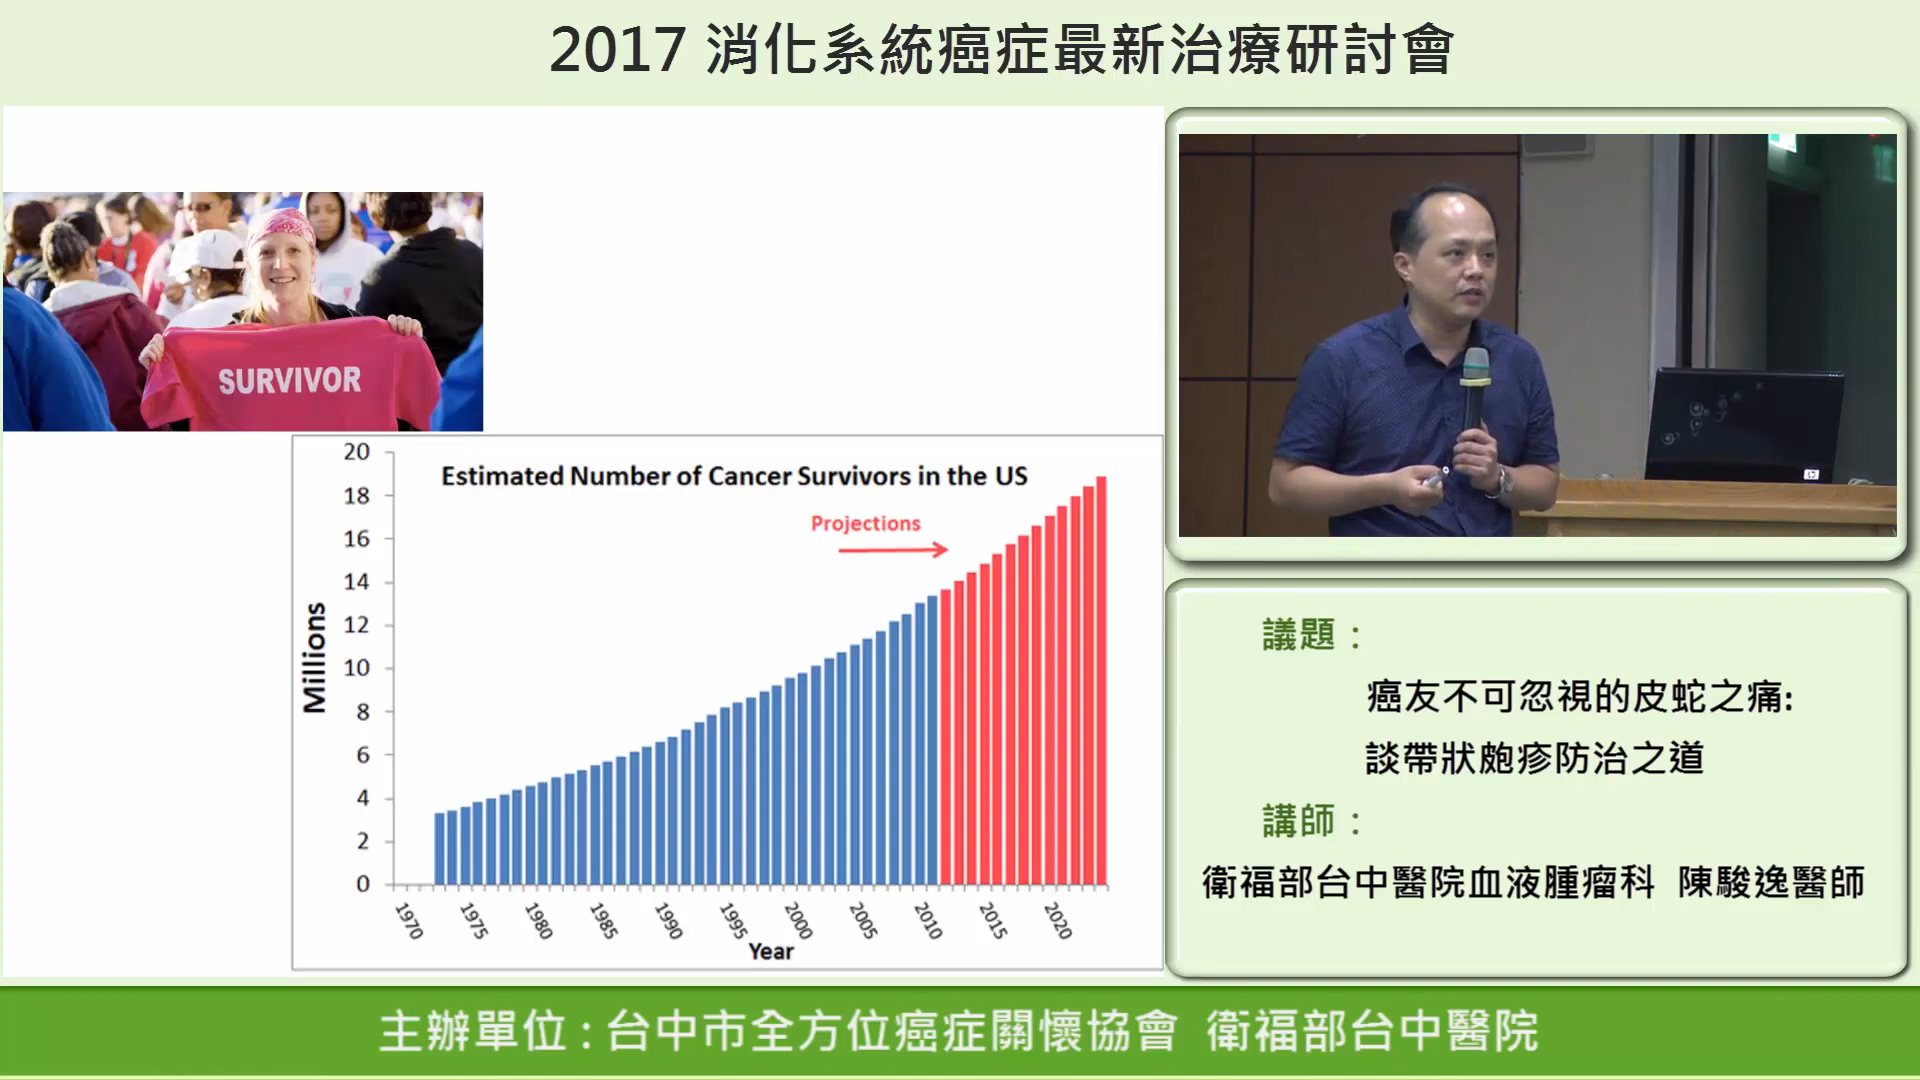 2017 消化系統癌症最新治療研討會
SURVIVOR
Estimated Number of Cancer Survivors in the US
Projections
Millions
20
18
16
14
12
10
8
6
4
2
0
1970
1975
1980
1985
1990
1995
2000
2005
2010
2015
2020
Year
議題：
癌友不可忽視的皮蛇之痛:
談帶狀皰疹防治之道
講師：
衛福部台中醫院血液腫瘤科 陳駿逸醫師
主辦單位 : 台中市全方位癌症關懷協會 衛福部台中醫院